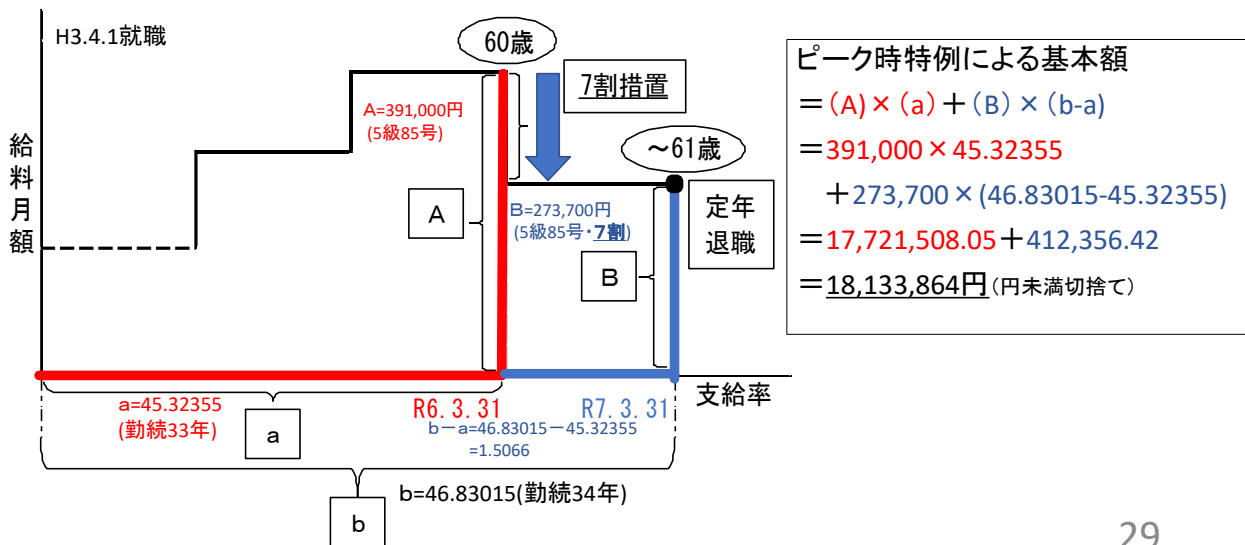 H3.4.1就職
60歳
7割措置
A=391,000円
(5級85号)
～61歳
給料月額
A
B=273,700円
(5級85号・7割)
定年
退職
B
支給率
a=45.32355
(勤続33年)
a
R6.3.31
R7.3.31
b－a=46.83015－45.32355
=1.5066
b=46.83015(勤続34年)
b
ピーク時特例による基本額
＝(A)×(a)＋(B)×(b-a)
＝391,000×45.32355
＋273,700×(46.83015-45.32355)
＝17,721,508.05＋412,356.42
＝18,133,864円(円未満切捨て)
29